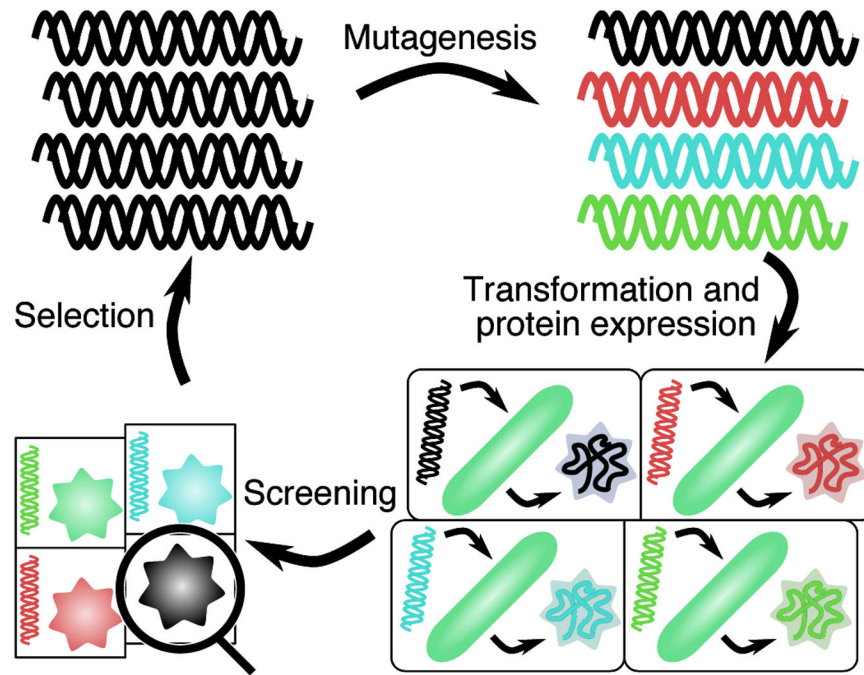 Mutagenesis
Transformation and
protein expression
Screening
Selection